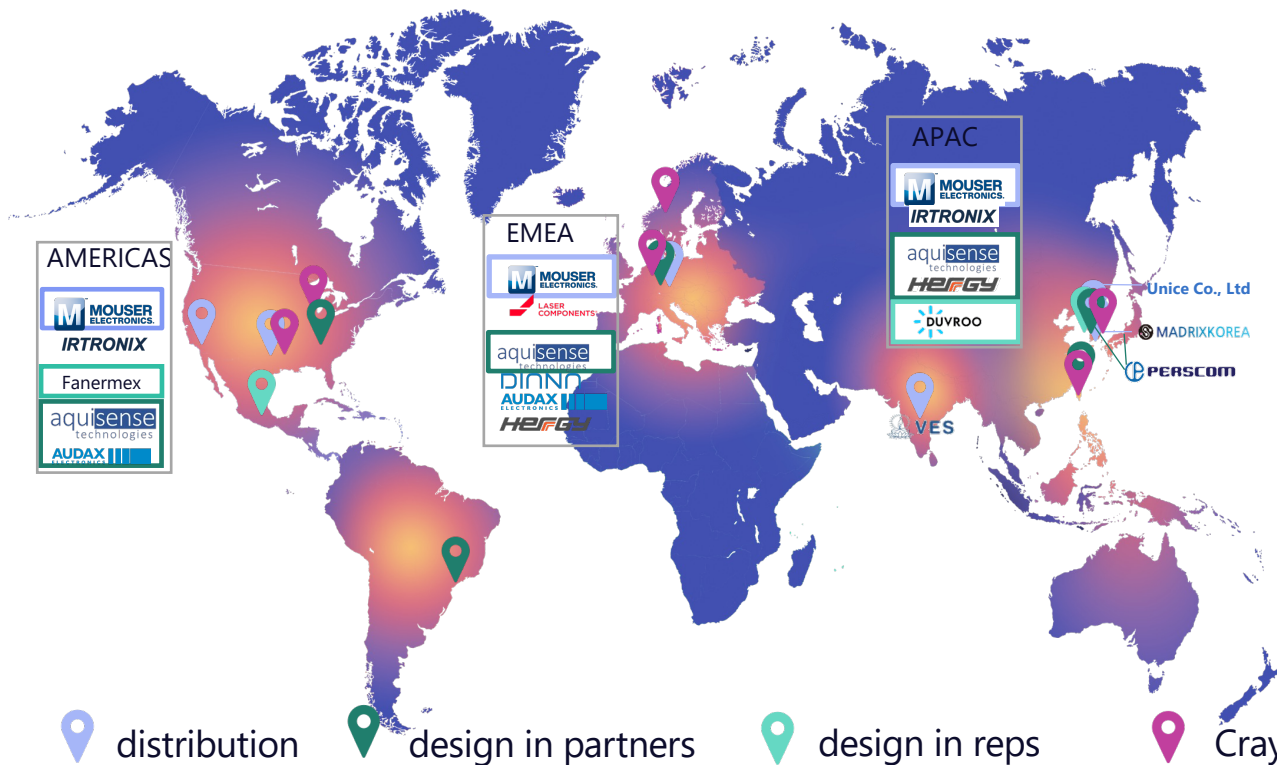 AMERICAS
M MOUSER
ELECTRONICS.
IRTRONIX
Fanermex
aquisense
technologies
AUDAX
ELECTRONICS
EMEA
M MOUSER
ELECTRONICS.
LASER
COMPONENTS
aquisense
technologies
AUDAX
ELECTRONICS
HERGY
APAC
M MOUSER
ELECTRONICS.
IRTRONIX
aquisense
technologies
HERGY
DUVROO
Unice Co., Ltd
MADRIXKOREA
PERSCOM
VES
distribution
design in partners
design in reps
Cray